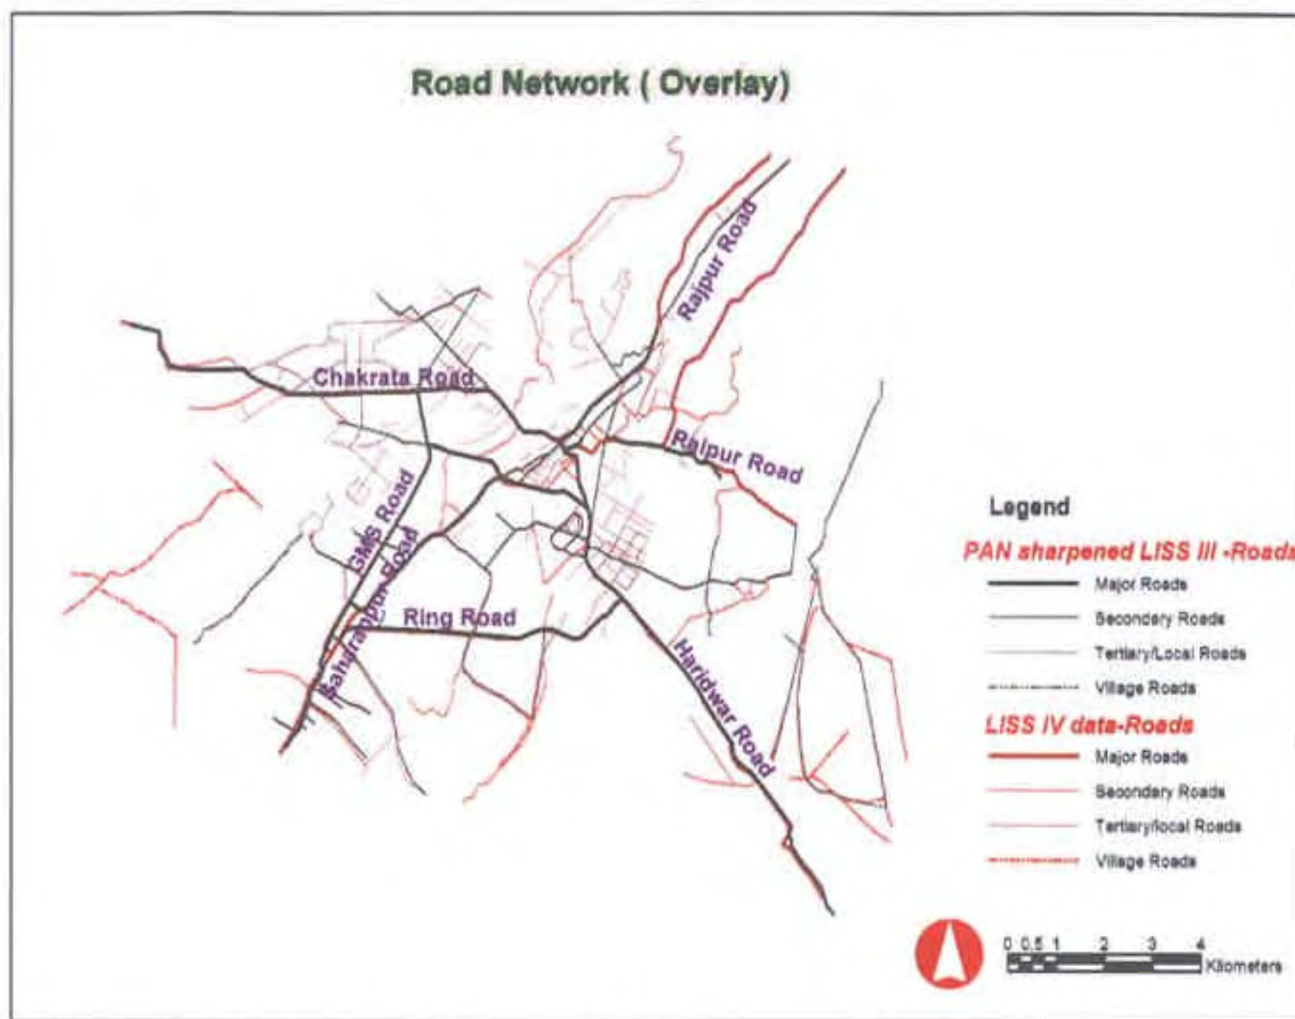 Road Network ( Overlay)
Rajpur Road
Chakrata Road
Raipur Road
GMS Road
Saharanpur Road
Ring Road
Haridwar Road
Legend
PAN sharpened LISS III -Roads
Major Roads
Secondary Roads
Tertiary/Local Roads
Village Roads
LISS IV data-Roads
Major Roads
Secondary Roads
Tertiary/local Roads
Village Roads
0 0.5 1 2 3 4
Kilometers